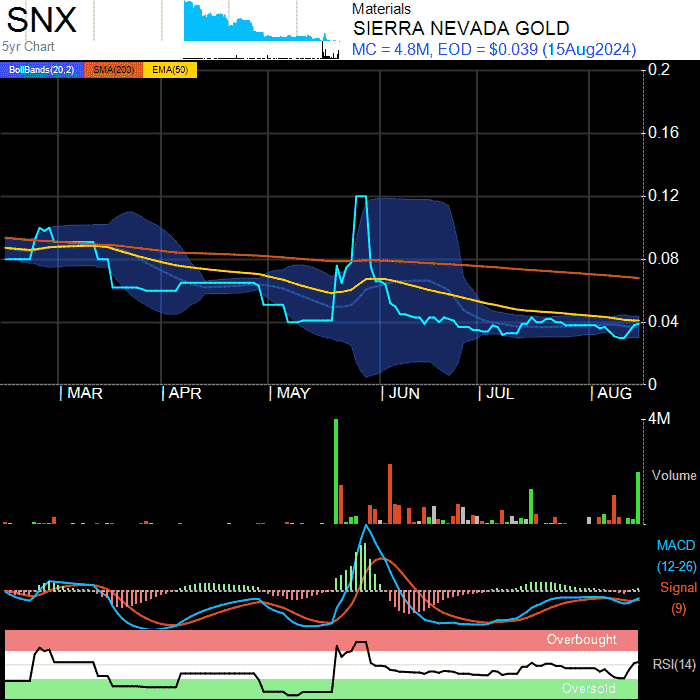 SNX
5yr Chart
Materials
SIERRA NEVADA GOLD
MC = 4.8M, EOD = $0.039 (15Aug2024)
BollBands(20,2) SMA(200) EMA(50)
0.2
0.16
0.12
0.08
0.04
0
MAR APR MAY JUN JUL AUG
4M
Volume
MACD
(12-26)
Signal
(9)
Overbought
RSI(14)
Oversold